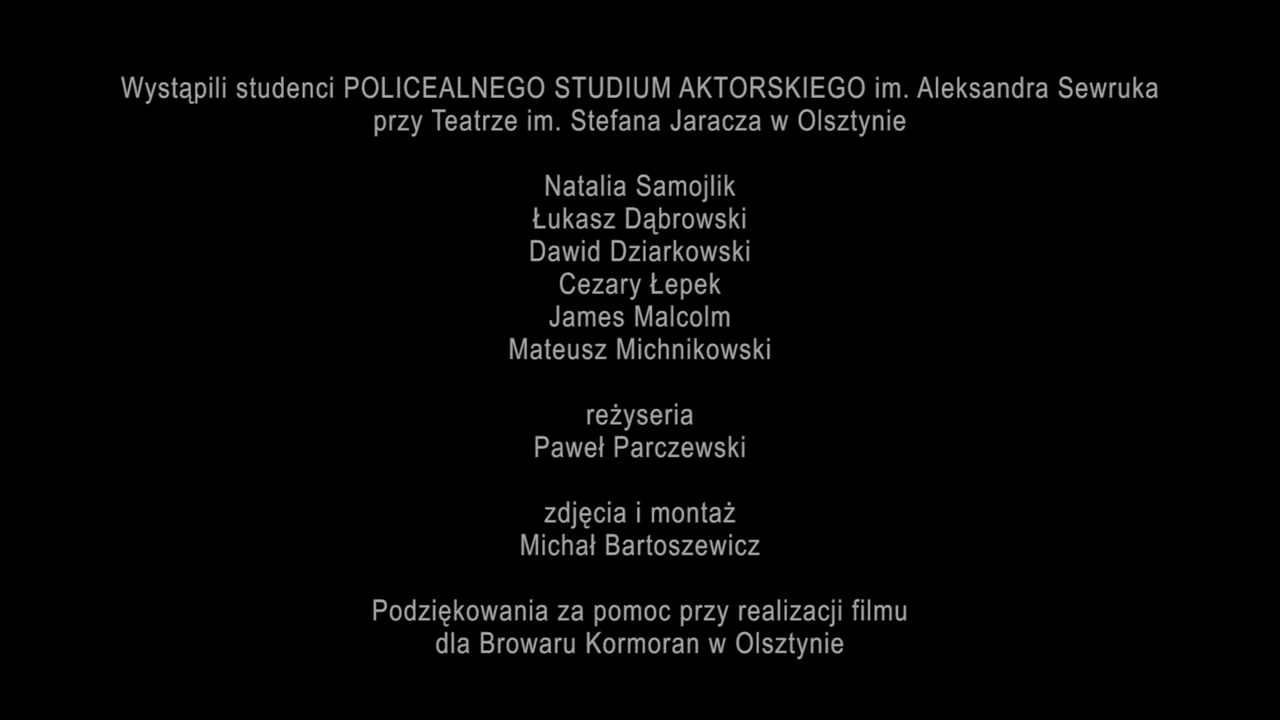 Wystąpili studenci POLICEALNEGO STUDIUM AKTORSKIEGO im. Aleksandra Sewruka
przy Teatrze im. Stefana Jaracza w Olsztynie
Natalia Samojlik
Łukasz Dąbrowski
Dawid Dziarkowski
Cezary Łepek
James Malcolm
Mateusz Michnikowski
reżyseria
Paweł Parczewski
zdjęcia i montaż
Michał Bartoszewicz
Podziękowania za pomoc przy realizacji filmu
dla Browaru Kormoran w Olsztynie